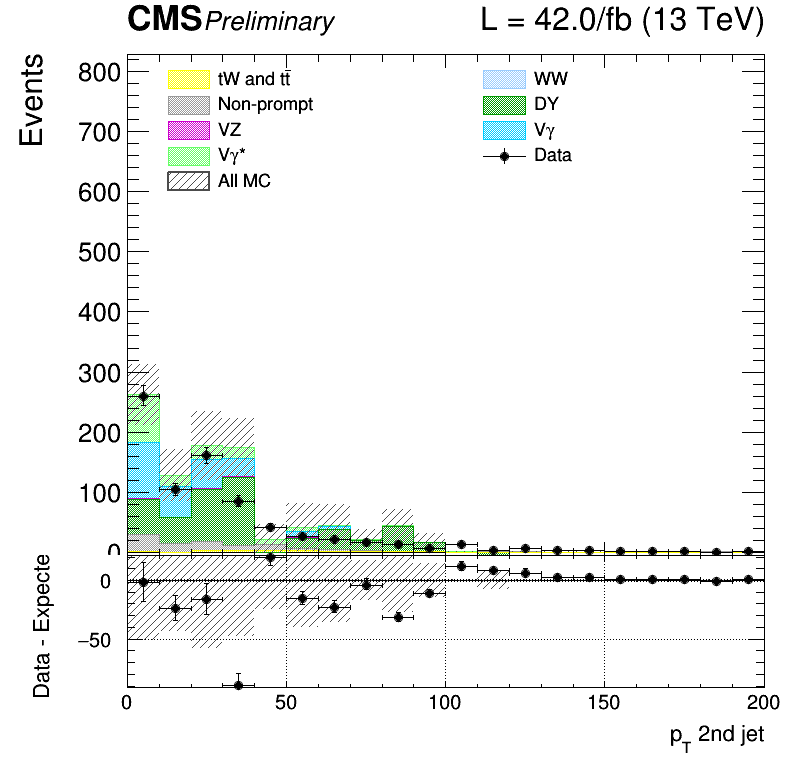 CMS Preliminary L = 42.0/fb (13 TeV)
Events
800
700
600
500
400
300
200
100
0
tW and tt̄
Non-prompt
VZ
Vγ*
All MC
WW
DY
Vγ
Data
Data - Expecte
0
−50
0 50 100 150 200
p_T 2nd jet